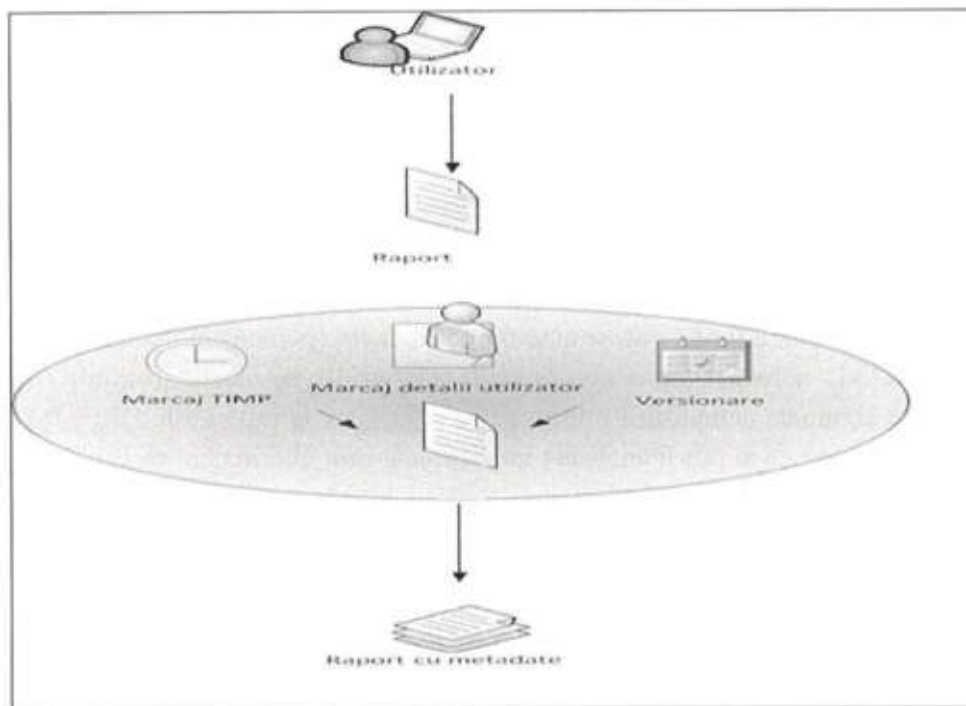 Utilizator
Raport
Marcaj TIMP
Marcaj detalii utilizator
Versionare
Raport cu metadate